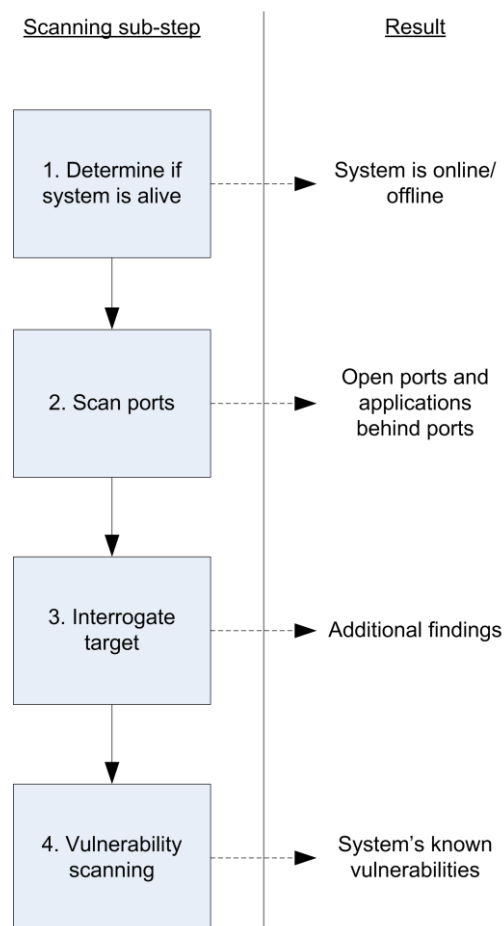 Scanning sub-step
Result
1. Determine if
system is alive
System is online/
offline
2. Scan ports
Open ports and
applications
behind ports
3. Interrogate
target
Additional findings
4. Vulnerability
scanning
System's known
vulnerabilities